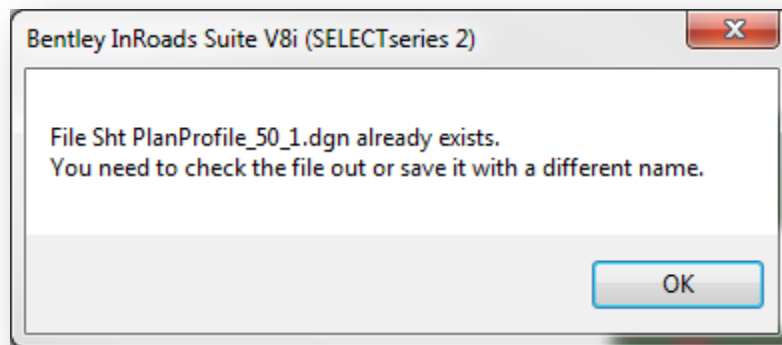 Bentley InRoads Suite V8i (SELECTseries 2)
File Sht PlanProfile_50_1.dgn already exists.
You need to check the file out or save it with a different name.
OK